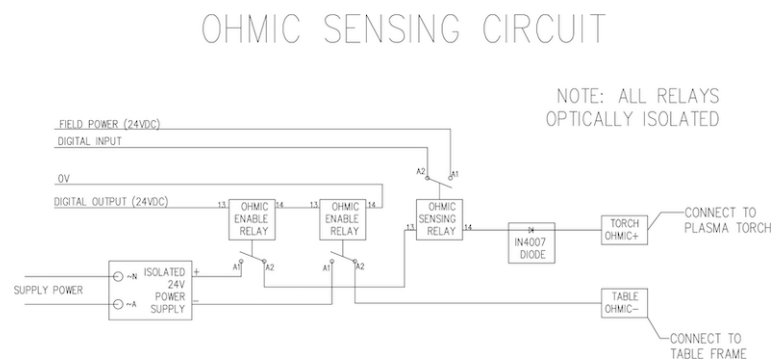 OHMIC SENSING CIRCUIT
NOTE: ALL RELAYS
OPTICALLY ISOLATED
FIELD POWER (24VDC)
DIGITAL INPUT
A2
A1
0V
DIGITAL OUTPUT (24VDC)
13
OHMIC
ENABLE
RELAY
14
13
OHMIC
ENABLE
RELAY
14
OHMIC
SENSING
RELAY
13
14
IN4007
DIODE
TORCH
OHMIC+
CONNECT TO
PLASMA TORCH
A1
A2
A1
A2
SUPPLY POWER
~N
~A
ISOLATED
24V
POWER
SUPPLY
+
-
TABLE
OHMIC-
CONNECT TO
TABLE FRAME